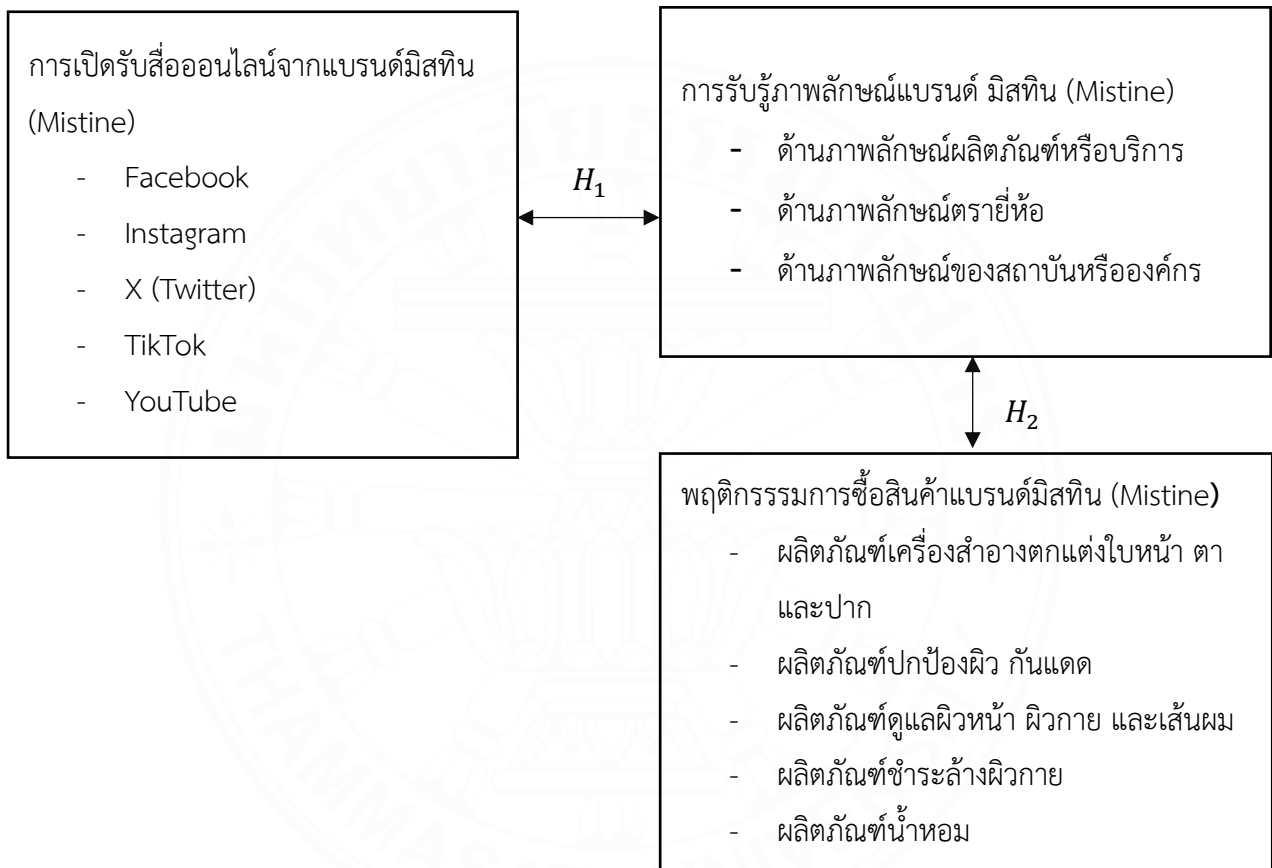 การเปิดรับสื่อออนไลน์จากแบรนด์มิสทิน
(Mistine)
- Facebook
- Instagram
- X (Twitter)
- TikTok
- YouTube
H₁
การรับรู้ภาพลักษณ์แบรนด์ มิสทิน (Mistine)
- ด้านภาพลักษณ์ผลิตภัณฑ์หรือบริการ
- ด้านภาพลักษณ์ตรายี่ห้อ
- ด้านภาพลักษณ์ของสถาบันหรือองค์กร
H₂
พฤติกรรรมการซื้อสินค้าแบรนด์มิสทิน (Mistine)
- ผลิตภัณฑ์เครื่องสำอางตกแต่งใบหน้า ตา
และปาก
- ผลิตภัณฑ์ปกป้องผิว กันแดด
- ผลิตภัณฑ์ดูแลผิวหน้า ผิวกาย และเส้นผม
- ผลิตภัณฑ์ชำระล้างผิวกาย
- ผลิตภัณฑ์น้ำหอม